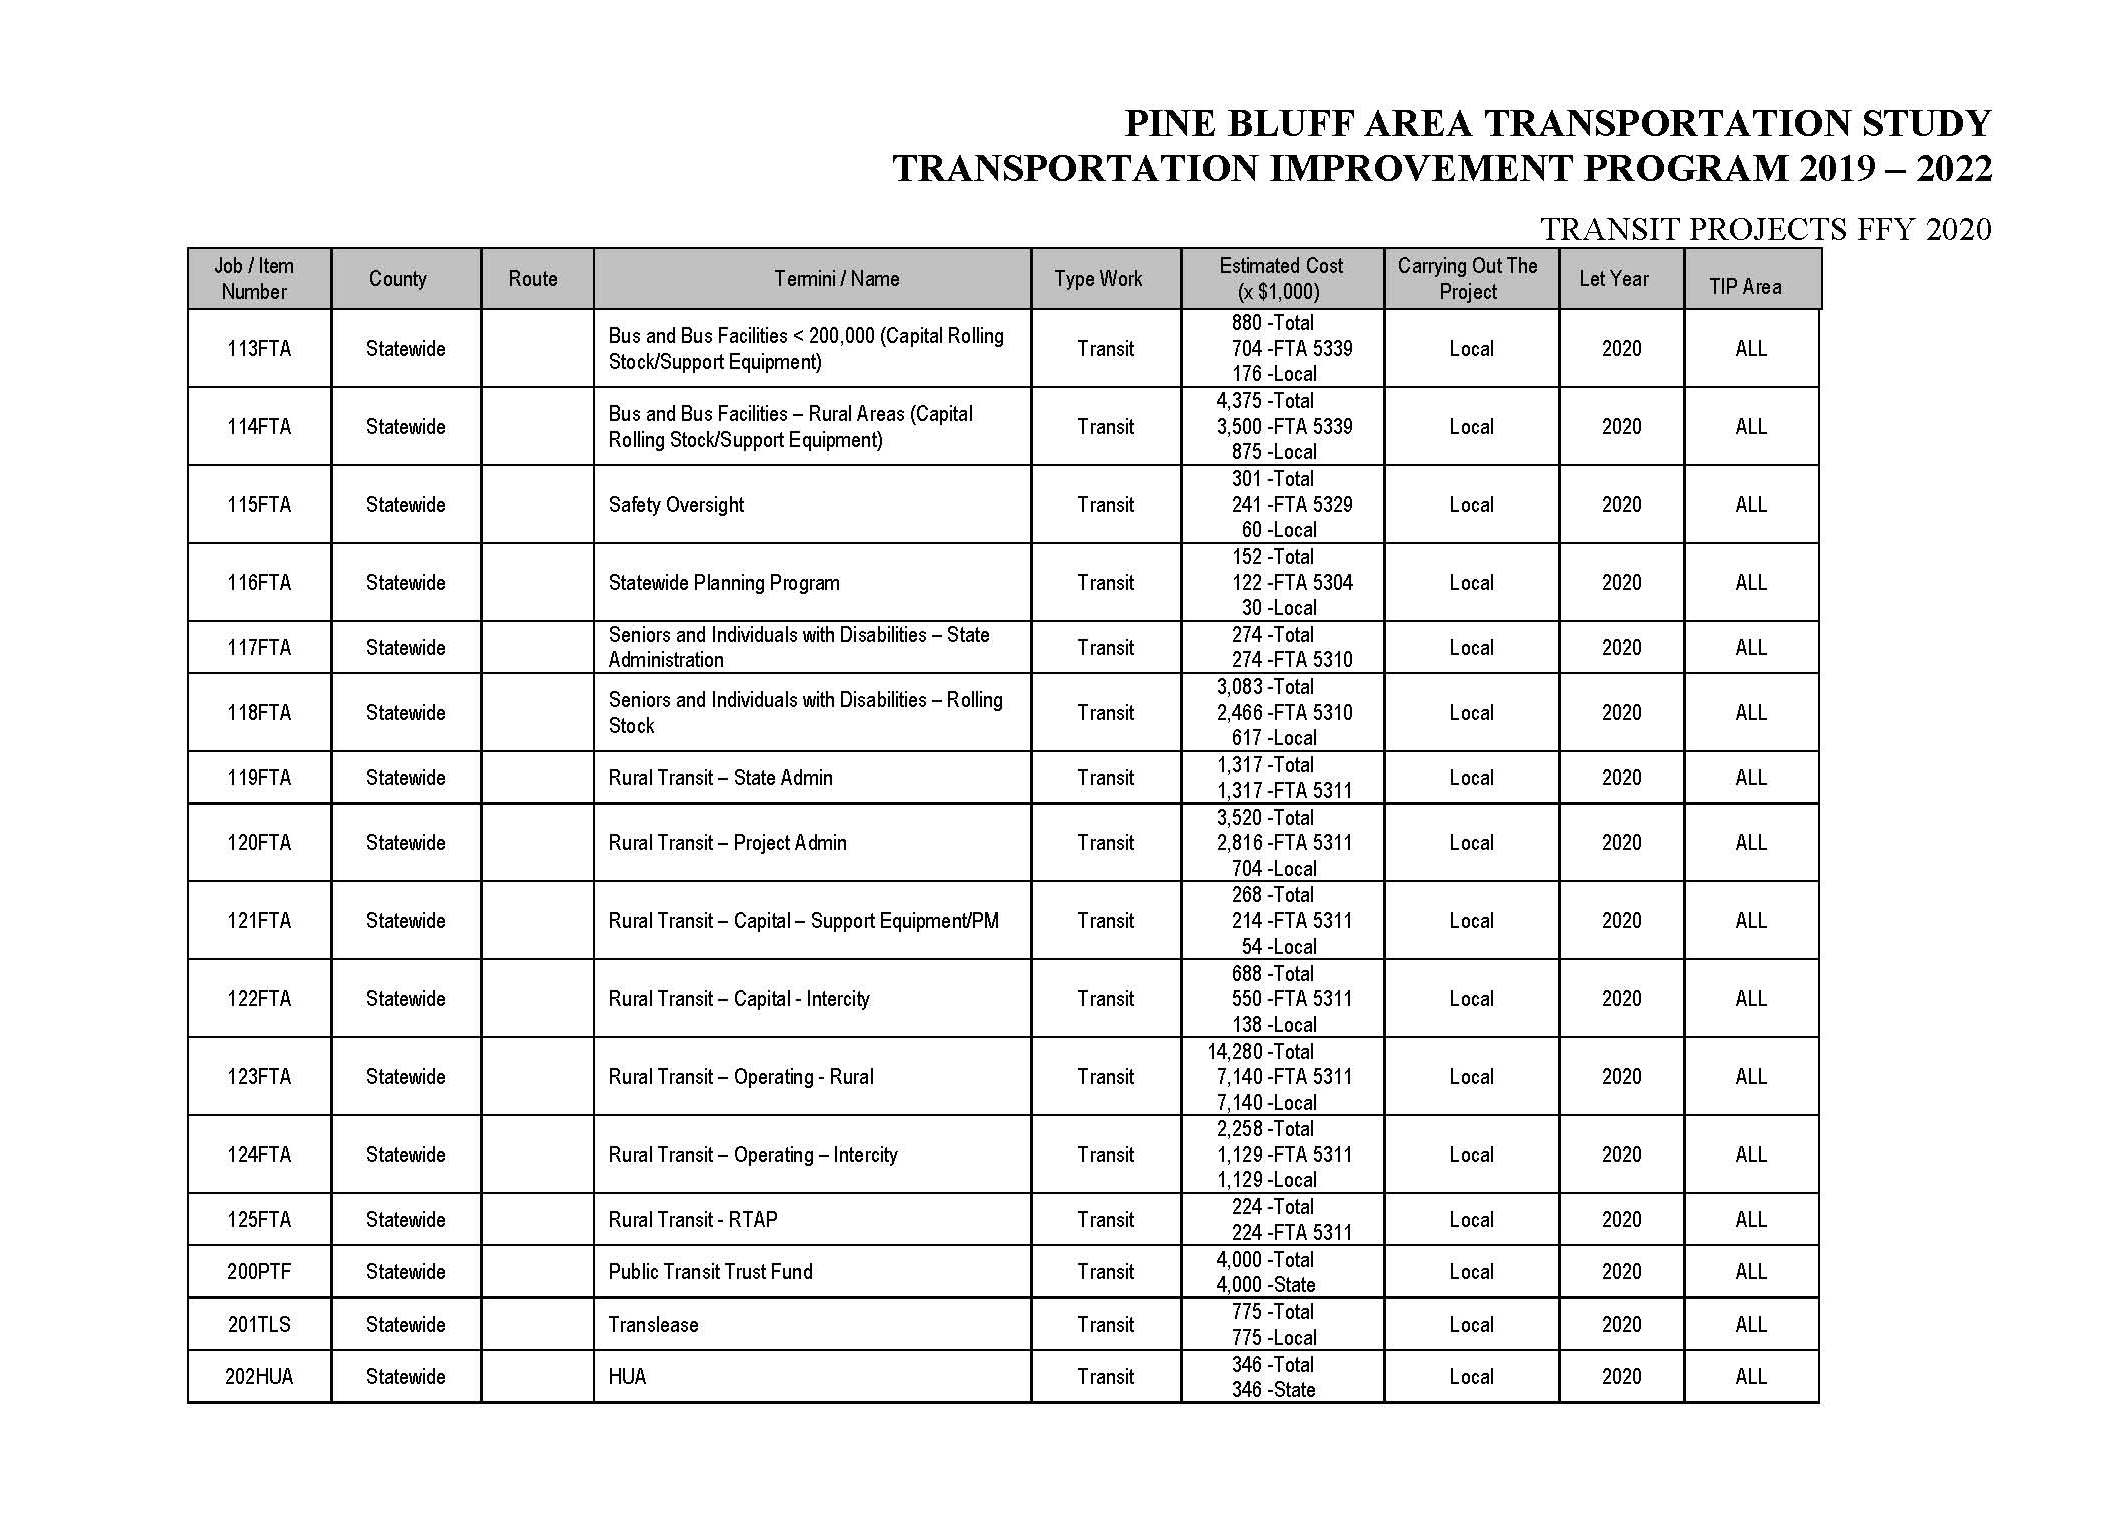 PINE BLUFF AREA TRANSPORTATION STUDY
TRANSPORTATION IMPROVEMENT PROGRAM 2019 – 2022
TRANSIT PROJECTS FFY 2020
Job / Item Number County Route Termini / Name Type Work Estimated Cost (x $1,000) Carrying Out The Project Let Year TIP Area
113FTA Statewide Bus and Bus Facilities < 200,000 (Capital Rolling Stock/Support Equipment) Transit 880 -Total 704 -FTA 5339 176 -Local Local 2020 ALL
114FTA Statewide Bus and Bus Facilities – Rural Areas (Capital Rolling Stock/Support Equipment) Transit 4,375 -Total 3,500 -FTA 5339 875 -Local Local 2020 ALL
115FTA Statewide Safety Oversight Transit 301 -Total 241 -FTA 5329 60 -Local Local 2020 ALL
116FTA Statewide Statewide Planning Program Transit 152 -Total 122 -FTA 5304 30 -Local Local 2020 ALL
117FTA Statewide Seniors and Individuals with Disabilities – State Administration Transit 274 -Total 274 -FTA 5310 Local 2020 ALL
118FTA Statewide Seniors and Individuals with Disabilities – Rolling Stock Transit 3,083 -Total 2,466 -FTA 5310 617 -Local Local 2020 ALL
119FTA Statewide Rural Transit – State Admin Transit 1,317 -Total 1,317 -FTA 5311 Local 2020 ALL
120FTA Statewide Rural Transit – Project Admin Transit 3,520 -Total 2,816 -FTA 5311 704 -Local Local 2020 ALL
121FTA Statewide Rural Transit – Capital – Support Equipment/PM Transit 268 -Total 214 -FTA 5311 54 -Local Local 2020 ALL
122FTA Statewide Rural Transit – Capital - Intercity Transit 688 -Total 550 -FTA 5311 138 -Local Local 2020 ALL
123FTA Statewide Rural Transit – Operating - Rural Transit 14,280 -Total 7,140 -FTA 5311 7,140 -Local Local 2020 ALL
124FTA Statewide Rural Transit – Operating – Intercity Transit 2,258 -Total 1,129 -FTA 5311 1,129 -Local Local 2020 ALL
125FTA Statewide Rural Transit - RTAP Transit 224 -Total 224 -FTA 5311 Local 2020 ALL
200PTF Statewide Public Transit Trust Fund Transit 4,000 -Total 4,000 -State Local 2020 ALL
201TLS Statewide Translease Transit 775 -Total 775 -Local Local 2020 ALL
202HUA Statewide HUA Transit 346 -Total 346 -State Local 2020 ALL